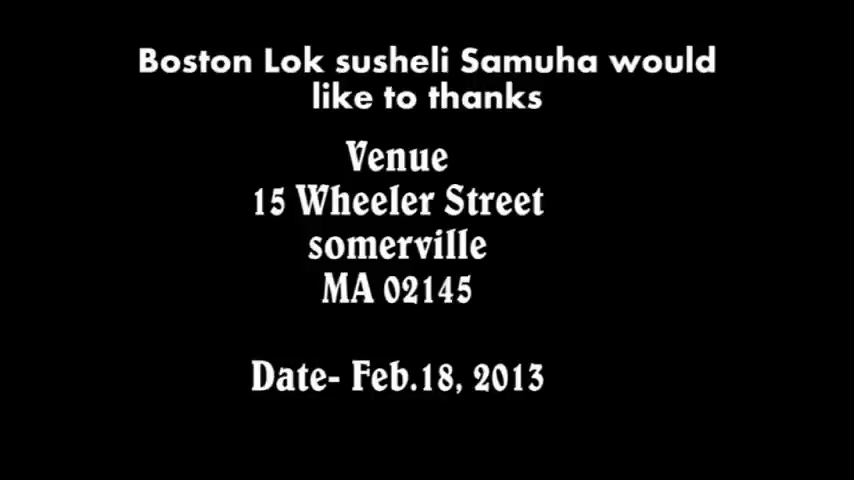 Boston Lok susheli Samuha would
like to thanks
Venue
15 Wheeler Street
somerville
MA 02145
Date- Feb.18, 2013